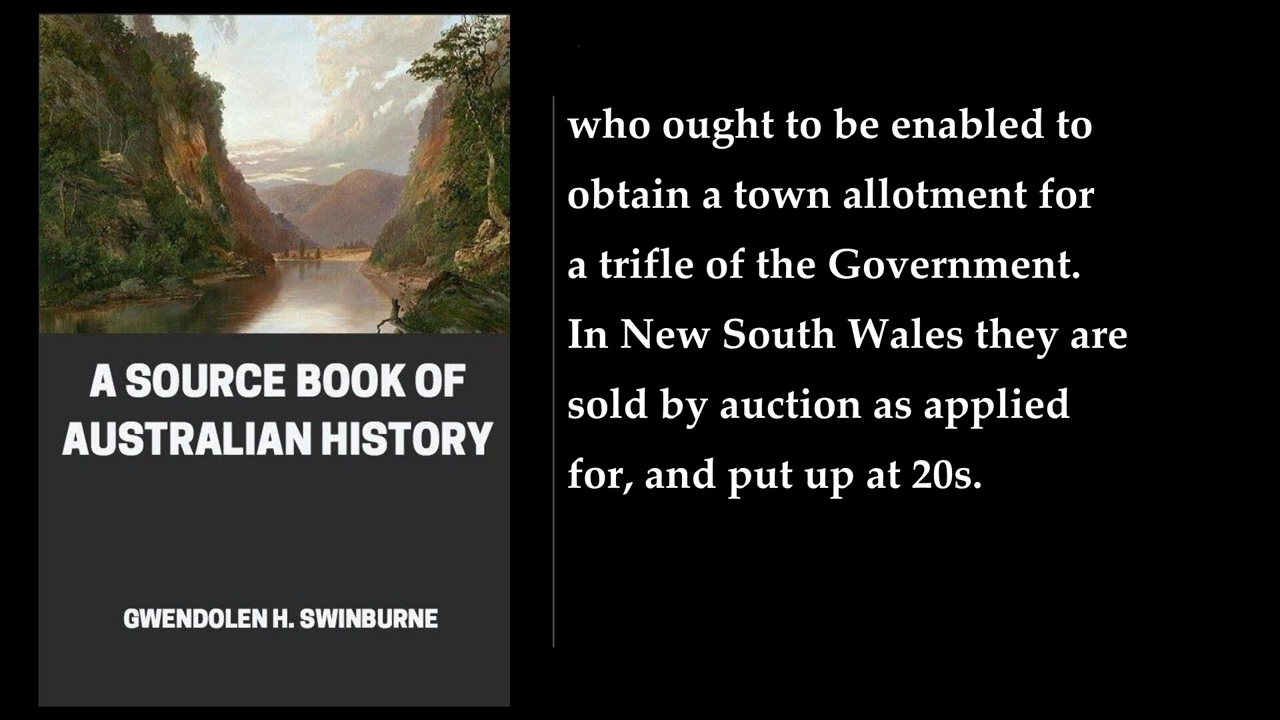 A SOURCE BOOK OF
AUSTRALIAN HISTORY
GWENDOLEN H. SWINBURNE
who ought to be enabled to
obtain a town allotment for
a trifle of the Government.
In New South Wales they are
sold by auction as applied
for, and put up at 20s.